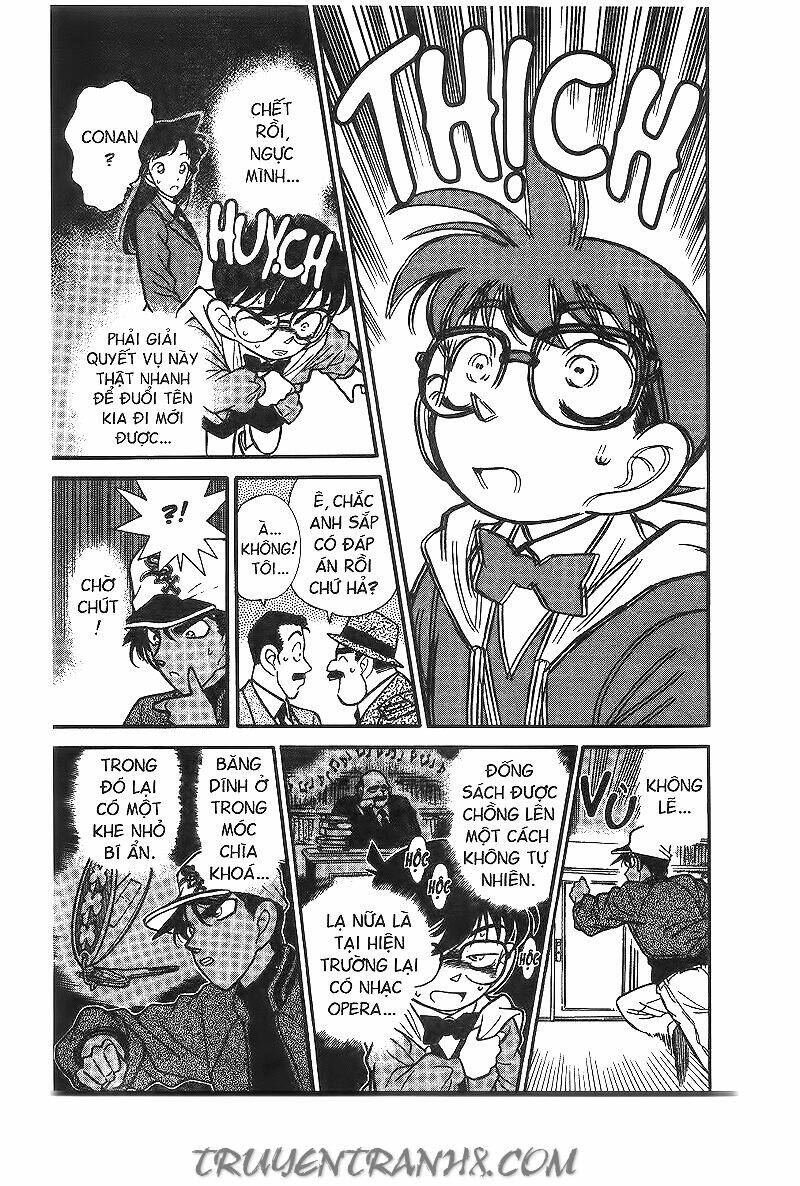 THỊCH
CHẾT
RỒI,
NGỰC
MÌNH...
CONAN
?
HUỴCH
PHẢI GIẢI
QUYẾT VỤ NÀY
THẬT NHANH
ĐỂ ĐUỔI TÊN
KIA ĐI MỚI
ĐƯỢC...
Ê, CHẮC
ANH SẮP
CÓ ĐÁP
ÁN RỒI
CHỨ HẢ?
À...
KHÔNG!
TÔI...
?!
CHỜ
CHÚT
!
KHÔNG
LẼ...
VÙ
ĐỐNG
SÁCH ĐƯỢC
CHỒNG LÊN
MỘT CÁCH
KHÔNG TỰ
NHIÊN.
HỘC
HỘC
HỘC
LẠ NỮA LÀ
TẠI HIỆN
TRƯỜNG LẠI
CÓ NHẠC
OPERA...
BĂNG
DÍNH Ở
TRONG
MÓC
CHÌA
KHOÁ.
TRONG
ĐÓ LẠI
CÓ MỘT
KHE NHỎ
BÍ ẨN.
TRUYENTRANH8.COM